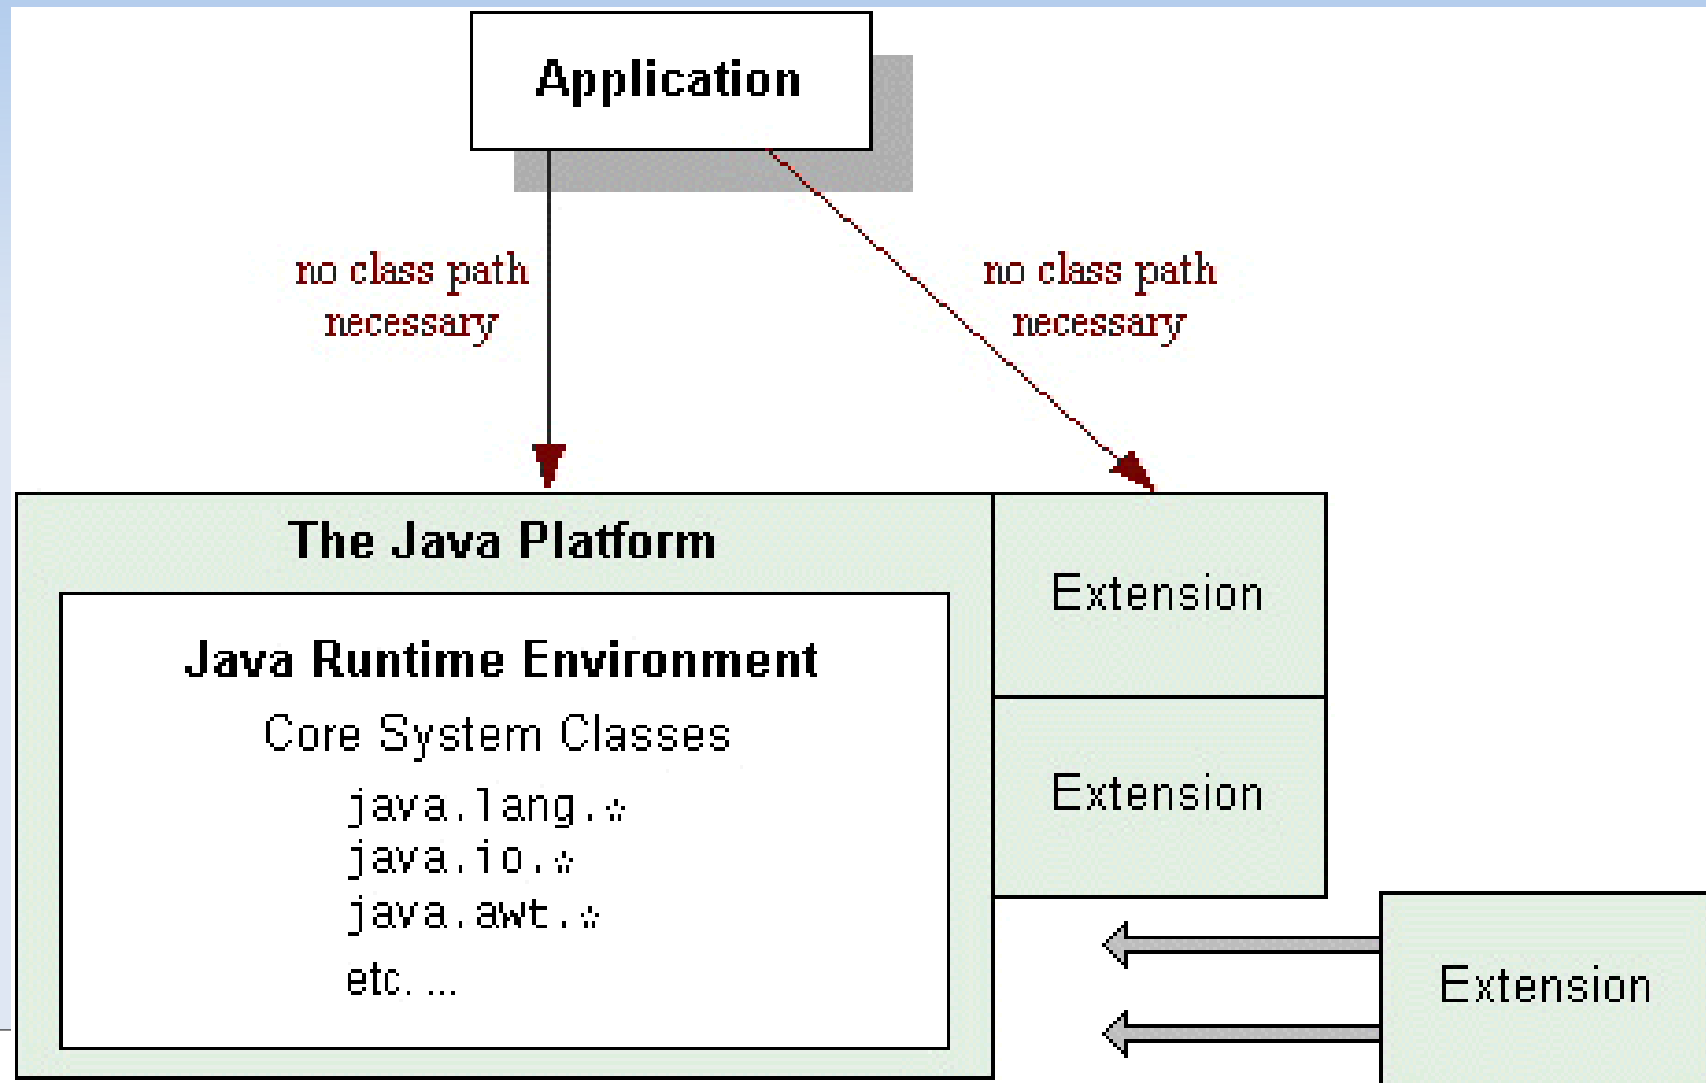 Application
no class path
necessary
no class path
necessary
The Java Platform
Java Runtime Environment
Core System Classes
java.lang.*
java.io.*
java.awt.*
etc. ...
Extension
Extension
Extension